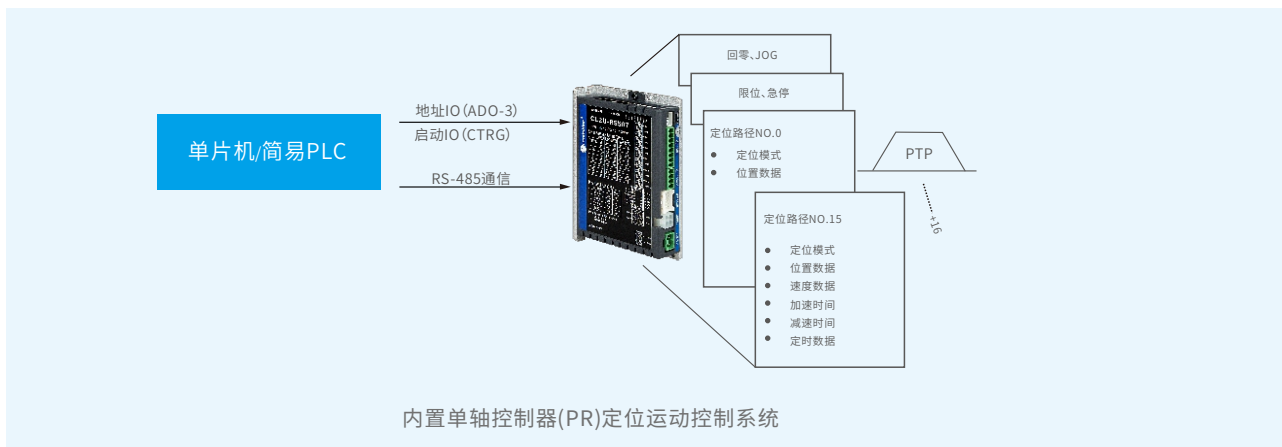 回零、JOG
限位、急停
地址IO(ADO-3)
启动IO(CTRG)
定位路径NO.0
定位模式
位置数据
单片机/简易PLC
PTP
RS-485通信
+16
定位路径NO.15
定位模式
位置数据
速度数据
加速时间
减速时间
定时数据
内置单轴控制器(PR)定位运动控制系统